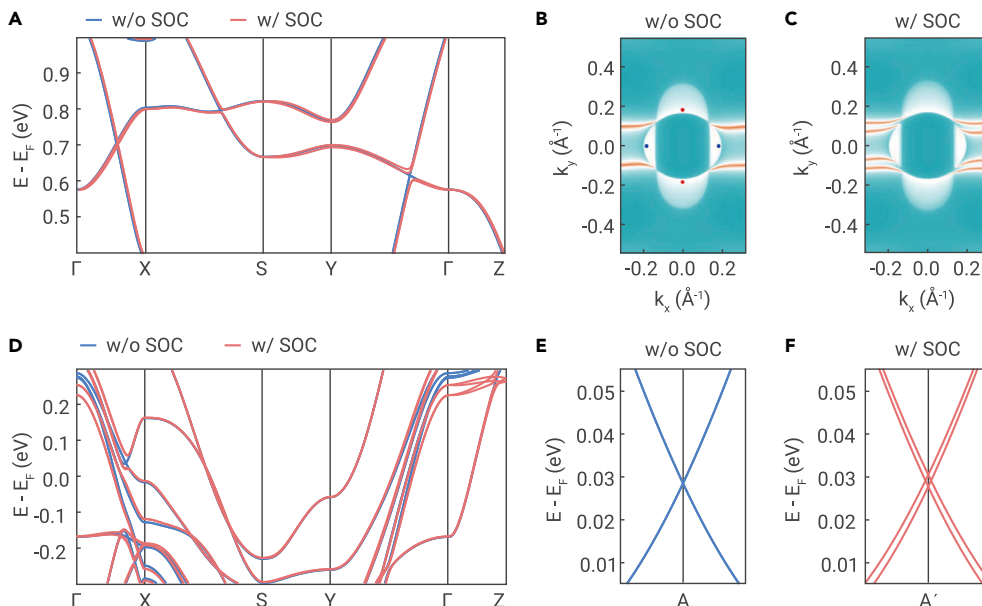 A
w/o SOC
w/ SOC
E - E_F (eV)
0.9
0.8
0.7
0.6
0.5
Γ
X
S
Y
Γ
Z
B
w/o SOC
k_y (Å⁻¹)
0.4
0.2
0.0
-0.2
-0.4
-0.2
0.0
0.2
k_x (Å⁻¹)
C
w/ SOC
k_y (Å⁻¹)
0.4
0.2
0.0
-0.2
-0.4
-0.2
0.0
0.2
k_x (Å⁻¹)
D
w/o SOC
w/ SOC
E - E_F (eV)
0.2
0.1
0.0
-0.1
-0.2
Γ
X
S
Y
Γ
Z
E
w/o SOC
E - E_F (eV)
0.05
0.04
0.03
0.02
0.01
A
F
w/ SOC
E - E_F (eV)
0.05
0.04
0.03
0.02
0.01
A′